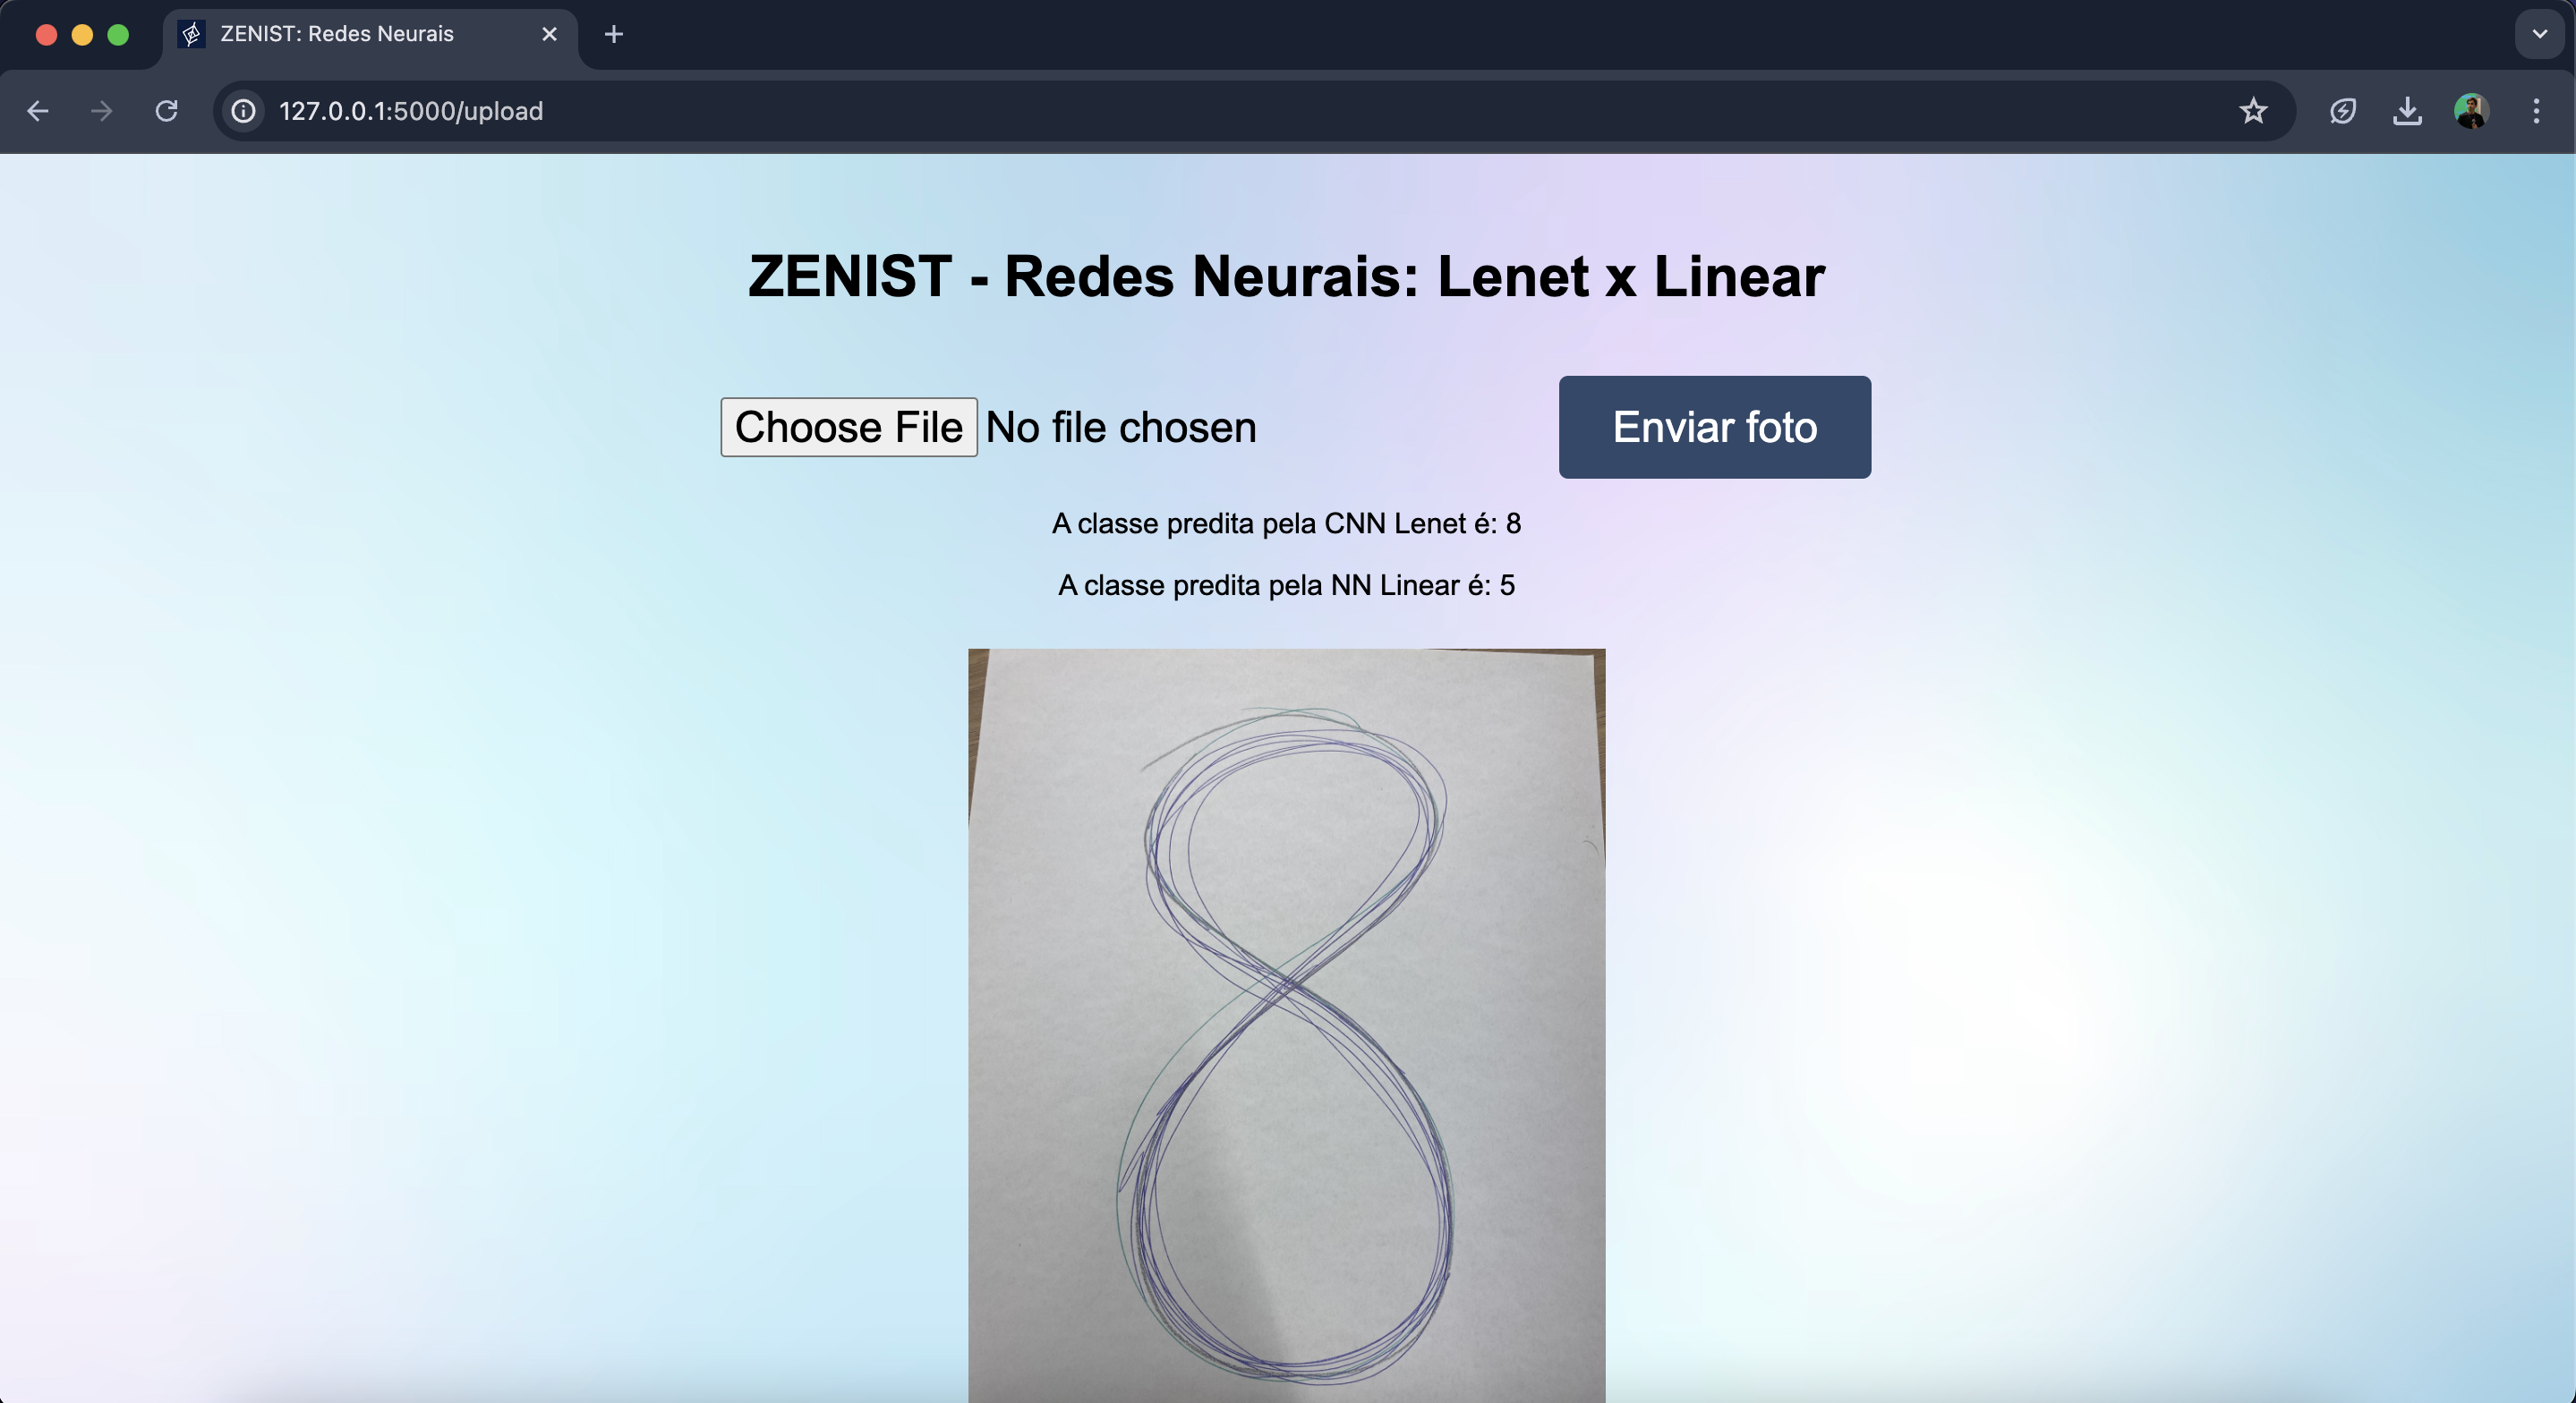 ZENIST: Redes Neurais
127.0.0.1:5000/upload
ZENIST - Redes Neurais: Lenet x Linear
Choose File No file chosen
Enviar foto
A classe predita pela CNN Lenet é: 8
A classe predita pela NN Linear é: 5
8